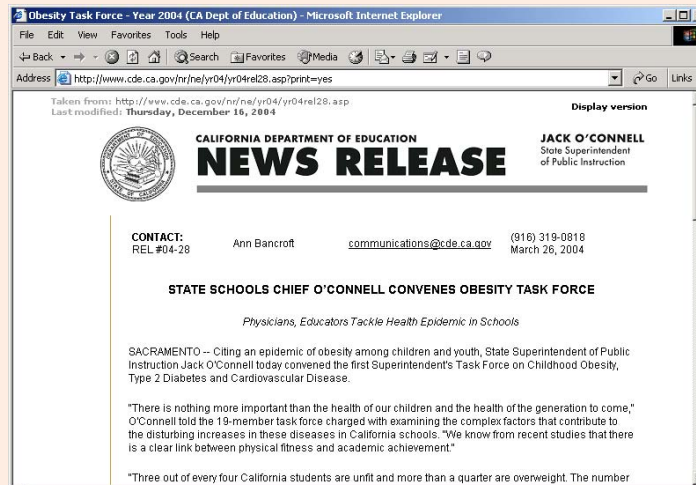 Obesity Task Force - Year 2004 (CA Dept of Education) - Microsoft Internet Explorer
File Edit View Favorites Tools Help
Back Search Favorites Media
Address http://www.cde.ca.gov/nr/ne/yr04/yr04rel28.asp?print=yes Go Links
Taken from: http://www.cde.ca.gov/nr/ne/yr04/yr04rel28.asp
Last modified: Thursday, December 16, 2004
Display version
CALIFORNIA DEPARTMENT OF EDUCATION
NEWS RELEASE
JACK O'CONNELL
State Superintendent
of Public Instruction
CONTACT:
REL #04-28
Ann Bancroft
communications@cde.ca.gov
(916) 319-0818
March 26, 2004
STATE SCHOOLS CHIEF O'CONNELL CONVENES OBESITY TASK FORCE
Physicians, Educators Tackle Health Epidemic in Schools
SACRAMENTO -- Citing an epidemic of obesity among children and youth, State Superintendent of Public
Instruction Jack O'Connell today convened the first Superintendent's Task Force on Childhood Obesity,
Type 2 Diabetes and Cardiovascular Disease.
"There is nothing more important than the health of our children and the health of the generation to come,"
O'Connell told the 19-member task force charged with examining the complex factors that contribute to
the disturbing increases in these diseases in California schools. "We know from recent studies that there
is a clear link between physical fitness and academic achievement."
"Three out of every four California students are unfit and more than a quarter are overweight. The number